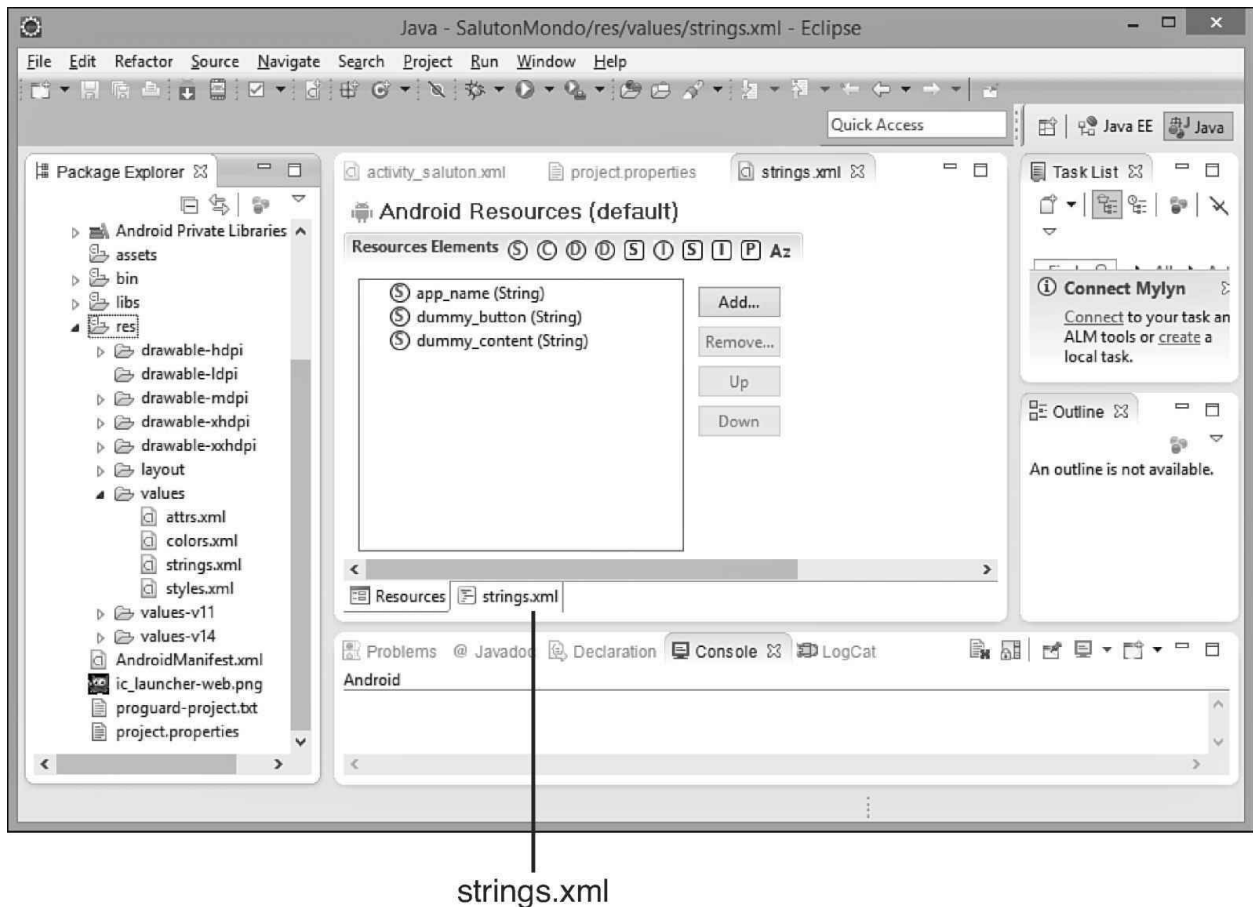 Java - SalutonMondo/res/values/strings.xml - Eclipse
File Edit Refactor Source Navigate Search Project Run Window Help
Quick Access
Java EE
Java
Package Explorer
Android Private Libraries
assets
bin
libs
res
drawable-hdpi
drawable-ldpi
drawable-mdpi
drawable-xhdpi
drawable-xxhdpi
layout
values
attrs.xml
colors.xml
strings.xml
styles.xml
values-v11
values-v14
AndroidManifest.xml
ic_launcher-web.png
proguard-project.txt
project.properties
activity_saluton.xml
project.properties
strings.xml
Android Resources (default)
Resources Elements S C D D S I S I P Az
S app_name (String)
S dummy_button (String)
S dummy_content (String)
Add...
Remove...
Up
Down
Resources
strings.xml
Task List
Connect Mylyn
Connect to your task an
ALM tools or create a
local task.
Outline
An outline is not available.
Problems @ Javadoc Declaration Console LogCat
Android
strings.xml